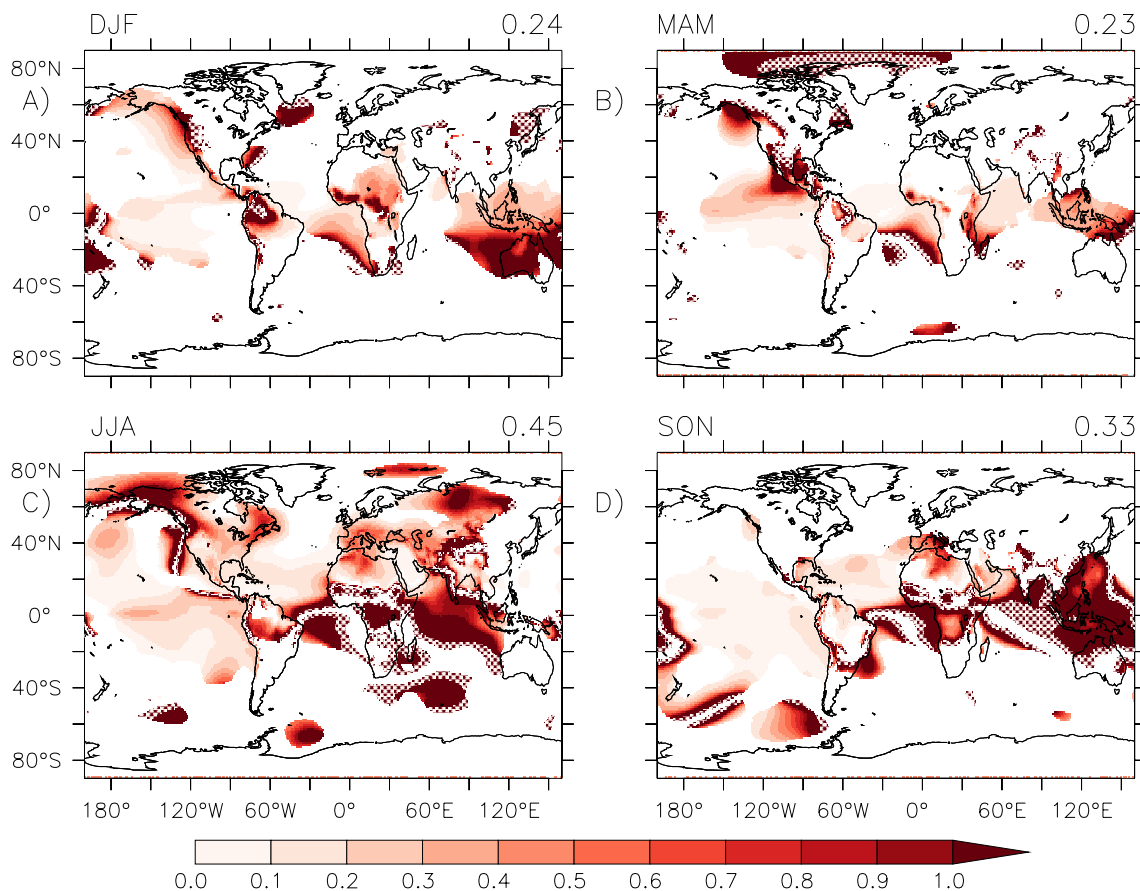 DJF 0.24 MAM 0.23
80°N
A) B)
40°N
0°
40°S
80°S
JJA 0.45 SON 0.33
80°N
C) D)
40°N
0°
40°S
80°S
180° 120°W 60°W 0° 60°E 120°E 180° 120°W 60°W 0° 60°E 120°E
0.0 0.1 0.2 0.3 0.4 0.5 0.6 0.7 0.8 0.9 1.0